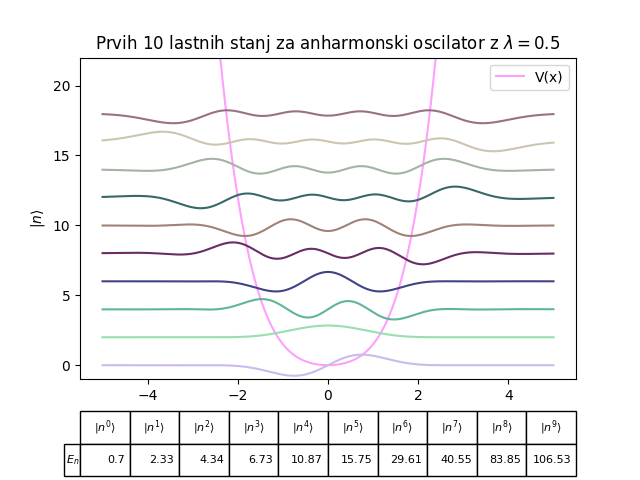 Prvih 10 lastnih stanj za anharmonski oscilator z λ = 0.5
V(x)
20
15
10
5
0
|n⟩
−4 −2 0 2 4
|n⁰⟩ |n¹⟩ |n²⟩ |n³⟩ |n⁴⟩ |n⁵⟩ |n⁶⟩ |n⁷⟩ |n⁸⟩ |n⁹⟩
Eₙ 0.7 2.33 4.34 6.73 10.87 15.75 29.61 40.55 83.85 106.53